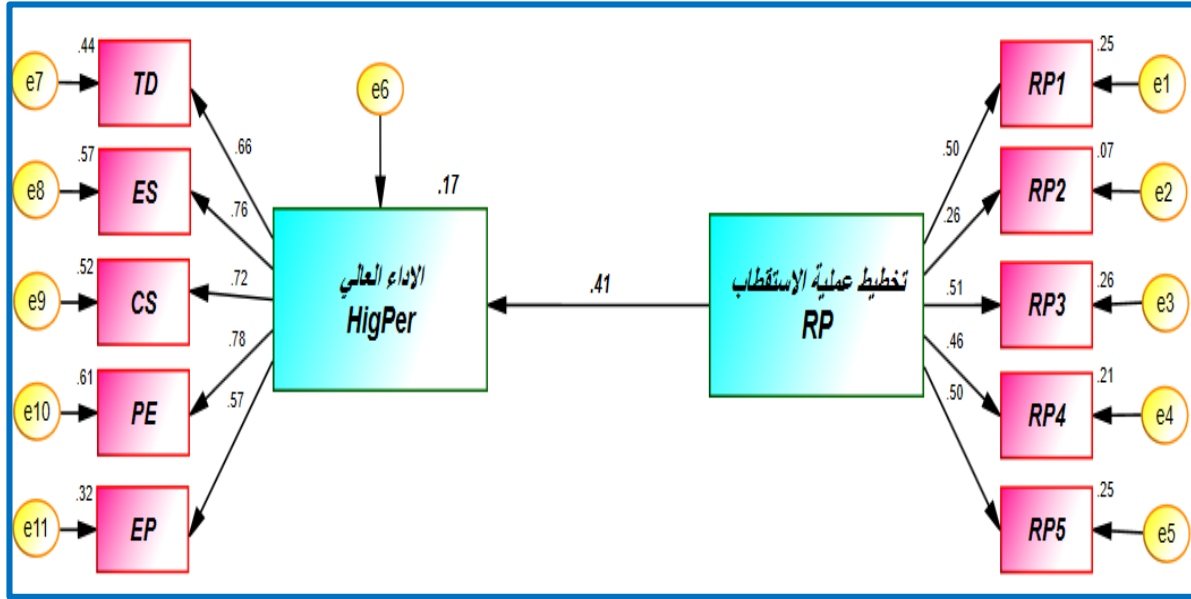 .44
e7
TD
.66
.57
e8
ES
.76
.52
e9
CS
.72
.61
e10
PE
.78
.32
e11
EP
.57
e6
.17
الاداء العالي
HigPer
.41
تخطيط عملية الاستقطاب
RP
.50
.25
RP1
e1
.26
.07
RP2
e2
.51
.26
RP3
e3
.46
.21
RP4
e4
.50
.25
RP5
e5